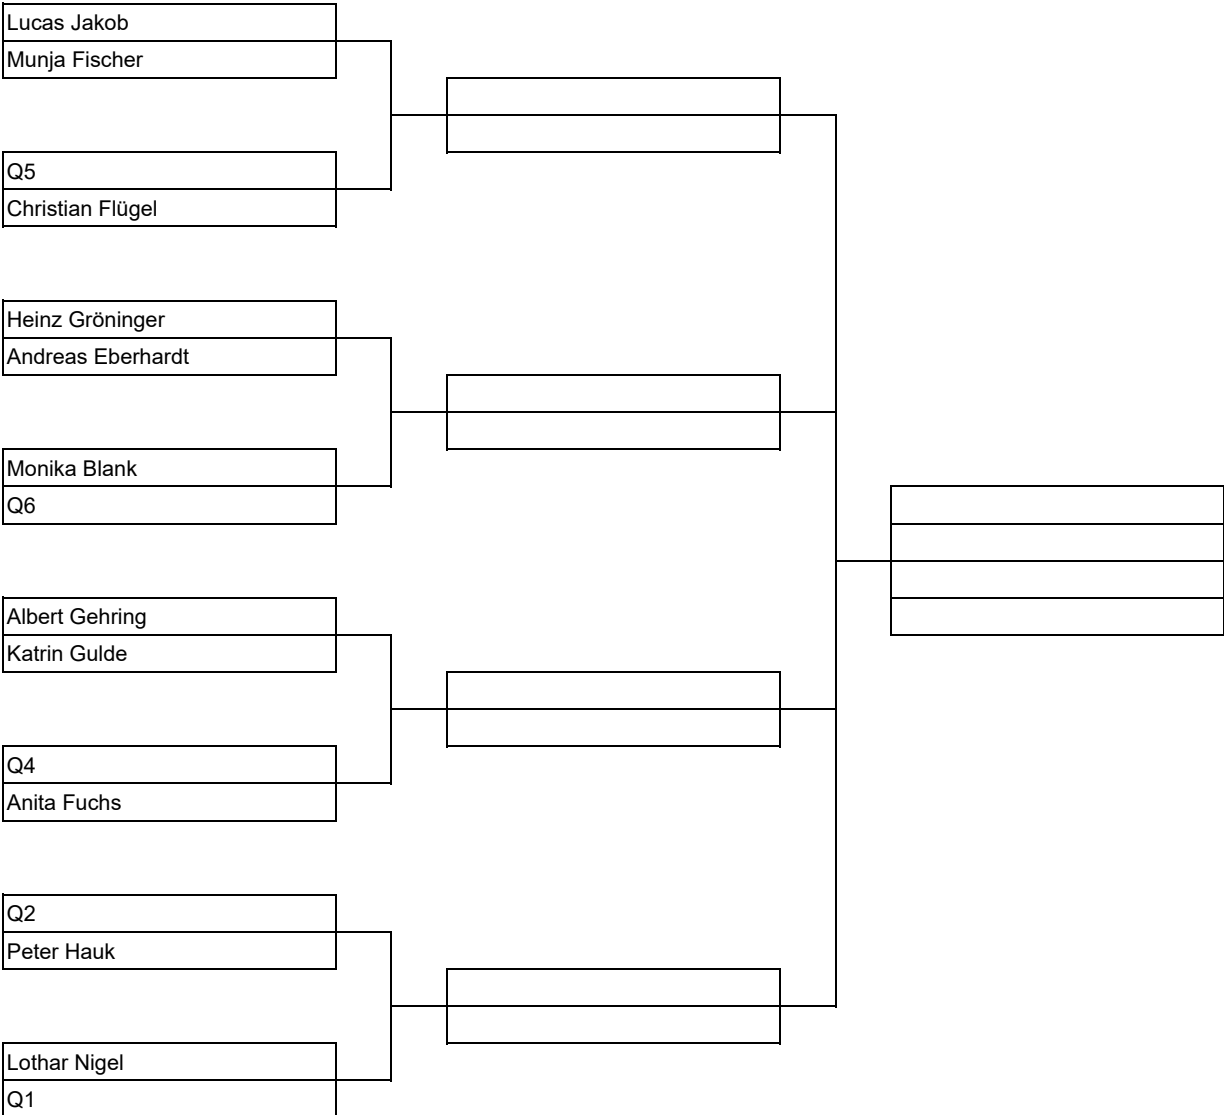 Lucas Jakob
Munja Fischer
Q5
Christian Flügel
Heinz Gröninger
Andreas Eberhardt
Monika Blank
Q6
Albert Gehring
Katrin Gulde
Q4
Anita Fuchs
Q2
Peter Hauk
Lothar Nigel
Q1